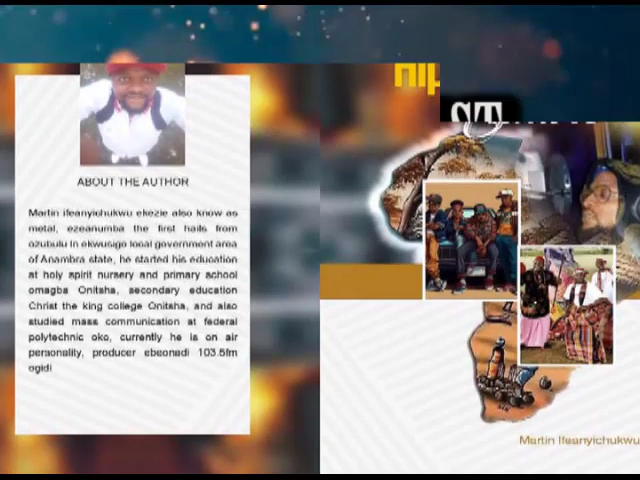 ABOUT THE AUTHOR
Martin ifeanyichukwu ekezie also know as
metal, ezeanumba the first hails from
ozubulu in ekwusigo local government area
of Anambra state, he started his education
at holy spirit nursery and primary school
omagba Onitsha, secondary education
Christ the king college Onitsha, and also
studied mass communication at federal
polytechnic oko, currently he is on air
personality, producer ebeonadi 103.5fm
ogidi
ST
Martin Ifeanyichukwu